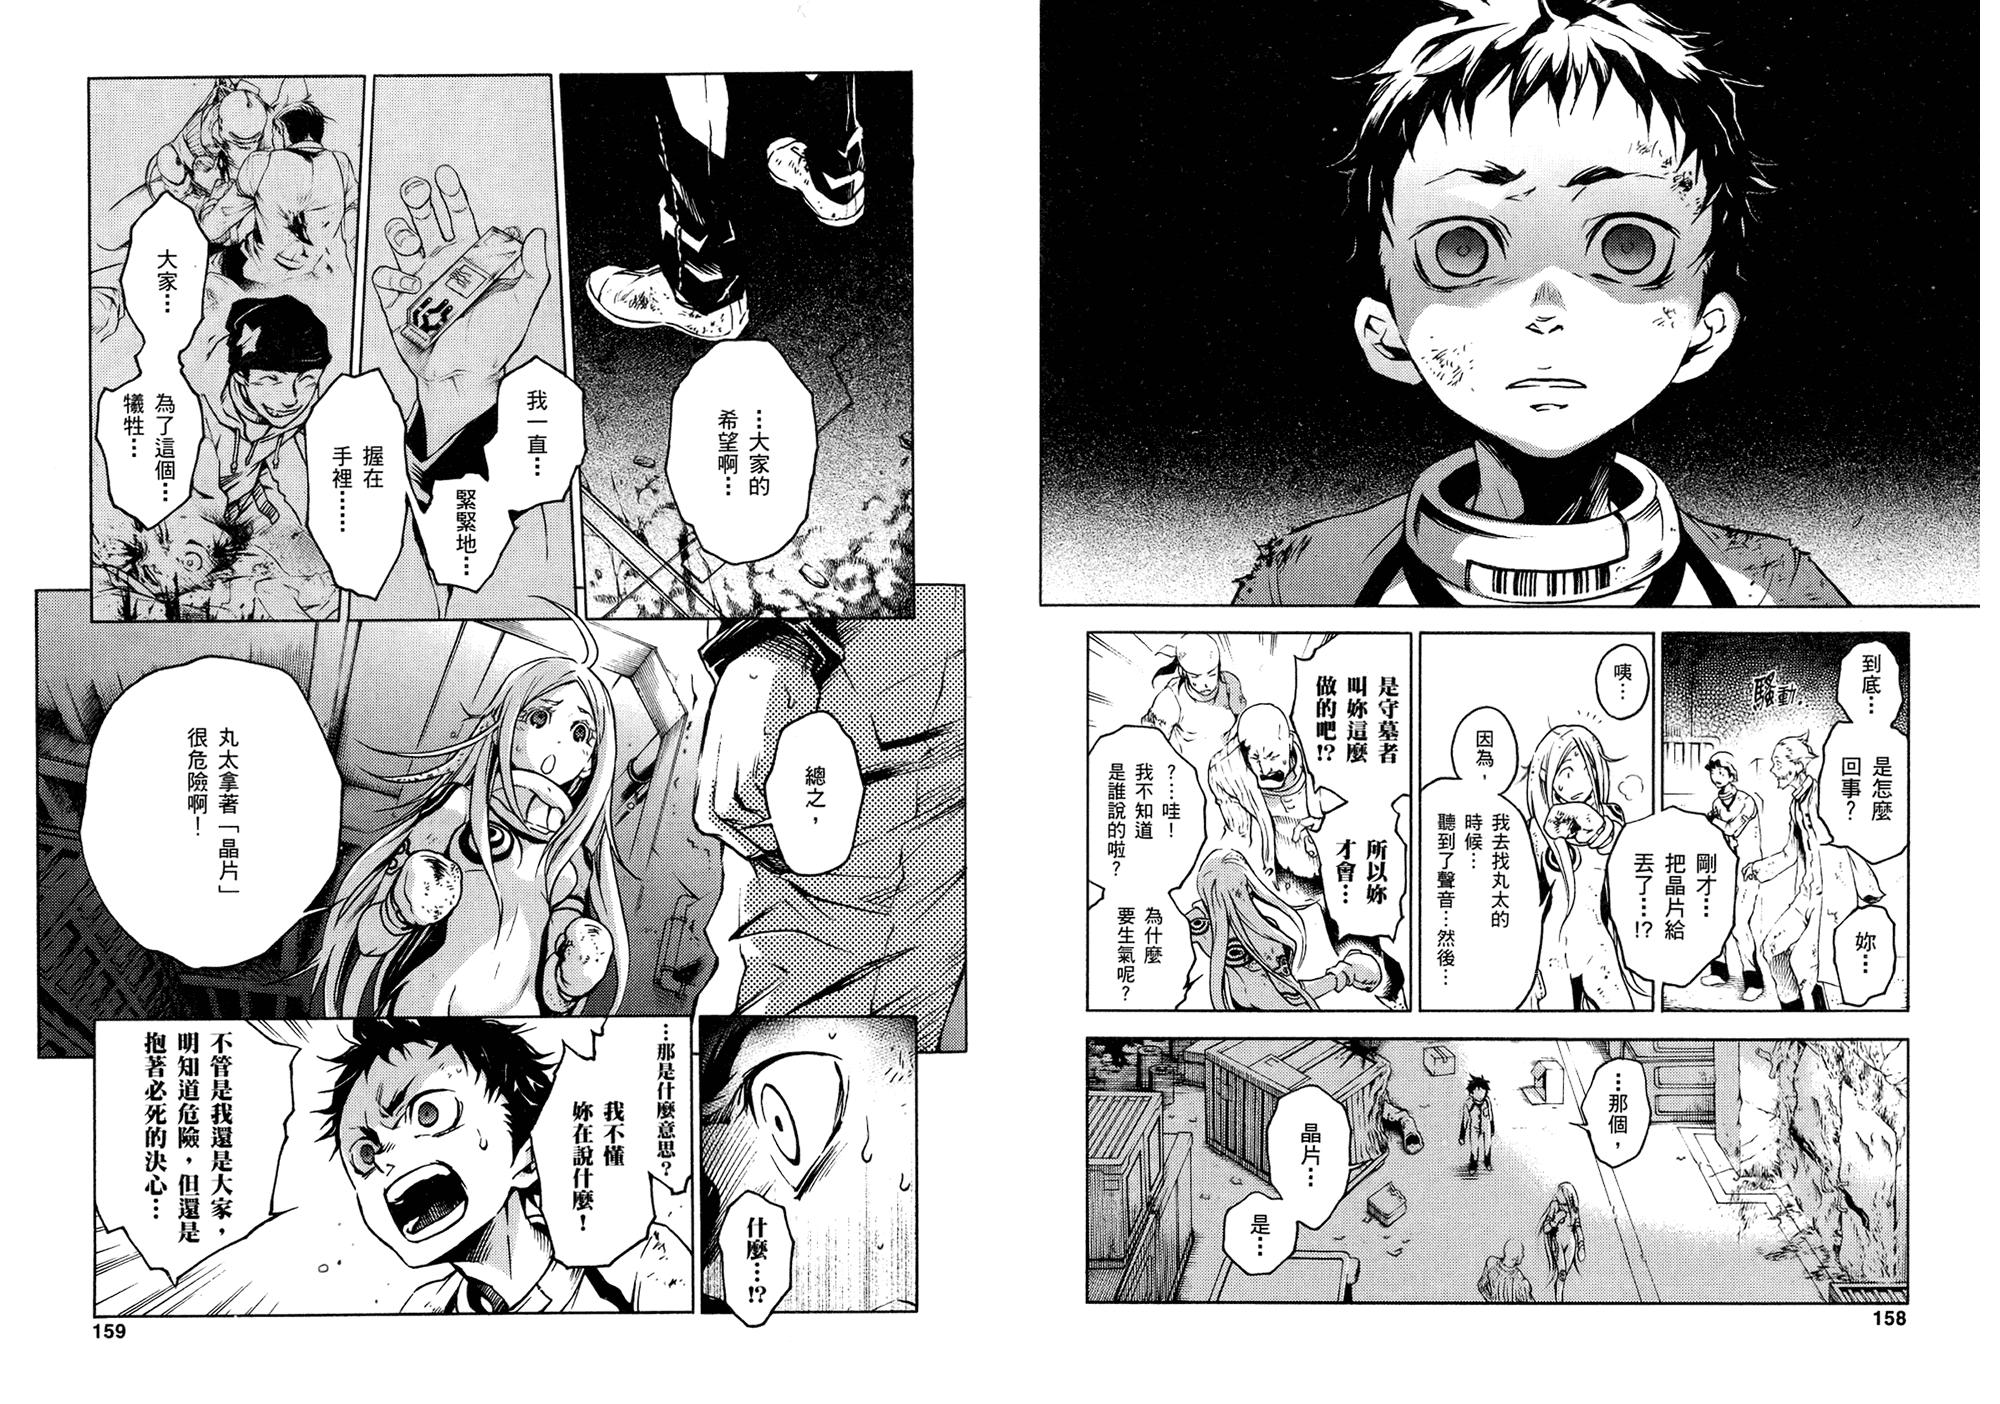 到底…
是怎麼
回事？
騷動…
妳…
剛才…
把晶片給
丟了…!?
咦…
因為，
我去找丸太的
時候…
聽到了聲音…然後…
是守墓者
叫妳這麼
做的吧!?
所以妳
才會…
？……哇！
我不知道
是誰說的啦？
為什麼
要生氣呢？
…那個，
晶片…
是…
158
…大家的
希望啊…
我一直…
緊緊地…
握在
手裡……
大家…
為了這個…
犧牲…
總之，
丸太拿著「晶片」
很危險啊！
什麼…!?
…那是什麼意思？
我不懂
妳在說什麼！
不管是我還是大家，
明知道危險，但還是
抱著必死的決心…
159